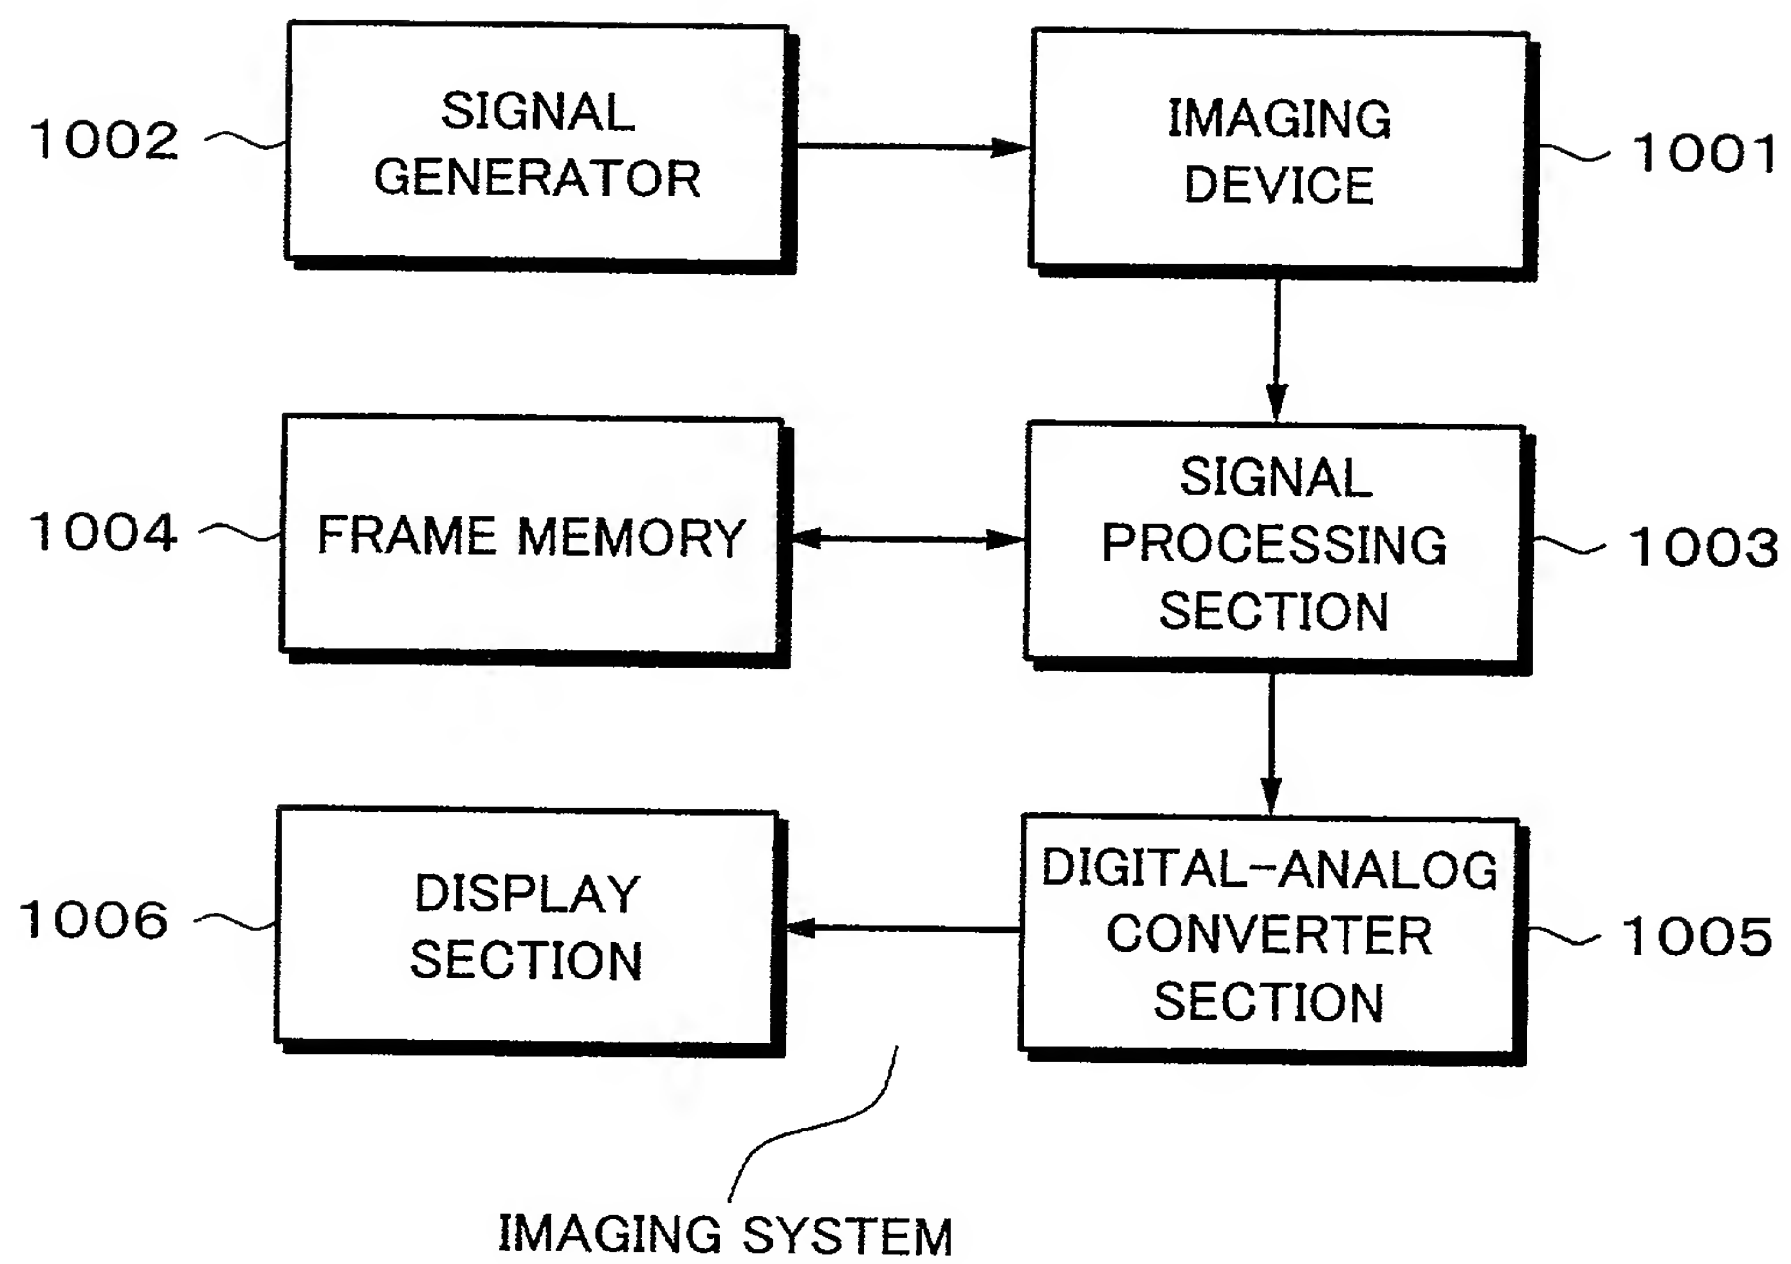 1002
SIGNAL
GENERATOR
IMAGING
DEVICE
1001
1004
FRAME MEMORY
SIGNAL
PROCESSING
SECTION
1003
1006
DISPLAY
SECTION
DIGITAL-ANALOG
CONVERTER
SECTION
1005
IMAGING SYSTEM